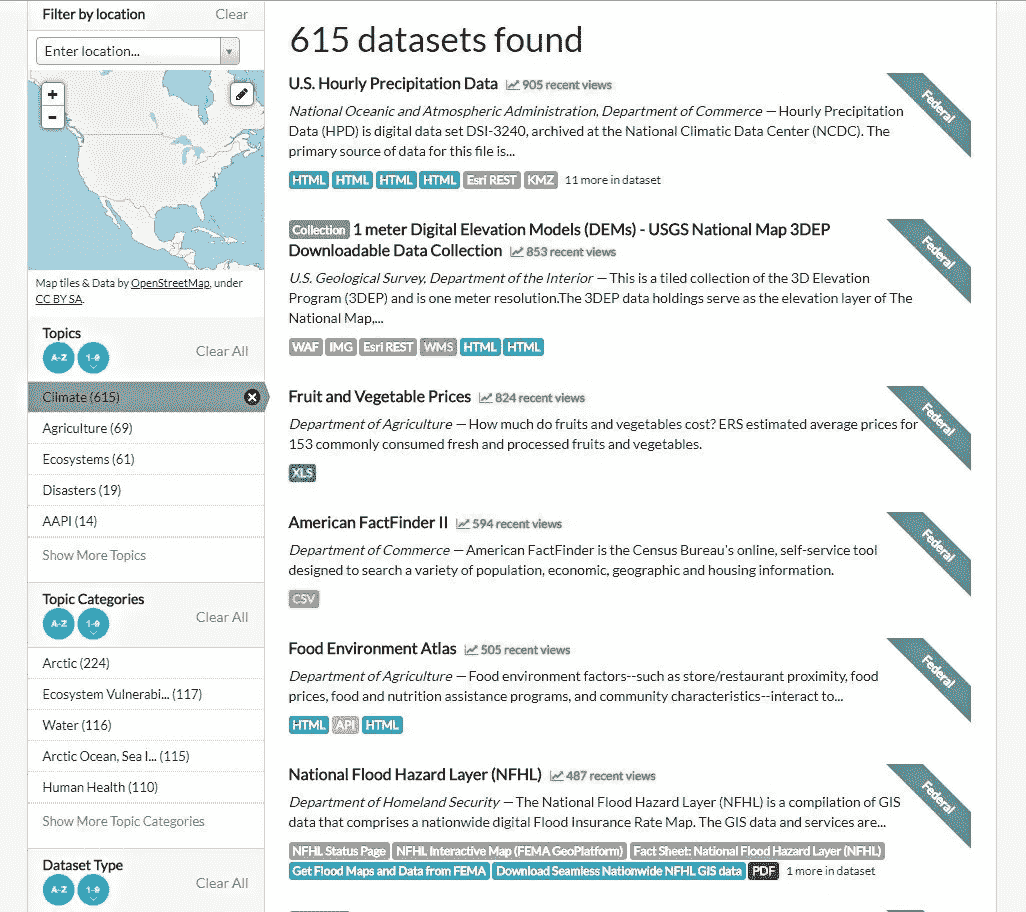 Filter by location Clear
Enter location...
+
-
Map tiles & Data by OpenStreetMap, under
CC BY SA.
Topics
A-Z 1-9
Clear All
Climate (615)
Agriculture (69)
Ecosystems (61)
Disasters (19)
AAPI (14)
Show More Topics
Topic Categories
A-Z 1-9
Clear All
Arctic (224)
Ecosystem Vulnerabi... (117)
Water (116)
Arctic Ocean, Sea I... (115)
Human Health (110)
Show More Topic Categories
Dataset Type
A-Z 1-9
Clear All
615 datasets found
U.S. Hourly Precipitation Data 905 recent views
Federal
National Oceanic and Atmospheric Administration, Department of Commerce — Hourly Precipitation
Data (HPD) is digital data set DSI-3240, archived at the National Climatic Data Center (NCDC). The
primary source of data for this file is...
HTML HTML HTML HTML Esri REST KMZ 11 more in dataset
Collection 1 meter Digital Elevation Models (DEMs) - USGS National Map 3DEP
Downloadable Data Collection 853 recent views
Federal
U.S. Geological Survey, Department of the Interior — This is a tiled collection of the 3D Elevation
Program (3DEP) and is one meter resolution.The 3DEP data holdings serve as the elevation layer of The
National Map,...
WAF IMG Esri REST WMS HTML HTML
Fruit and Vegetable Prices 824 recent views
Federal
Department of Agriculture — How much do fruits and vegetables cost? ERS estimated average prices for
153 commonly consumed fresh and processed fruits and vegetables.
XLS
American FactFinder II 594 recent views
Federal
Department of Commerce — American FactFinder is the Census Bureau's online, self-service tool
designed to search a variety of population, economic, geographic and housing information.
CSV
Food Environment Atlas 505 recent views
Federal
Department of Agriculture — Food environment factors--such as store/restaurant proximity, food
prices, food and nutrition assistance programs, and community characteristics--interact to...
HTML API HTML
National Flood Hazard Layer (NFHL) 487 recent views
Federal
Department of Homeland Security — The National Flood Hazard Layer (NFHL) is a compilation of GIS
data that comprises a nationwide digital Flood Insurance Rate Map. The GIS data and services are...
NFHL Status Page NFHL Interactive Map (FEMA GeoPlatform) Fact Sheet: National Flood Hazard Layer (NFHL)
Get Flood Maps and Data from FEMA Download Seamless Nationwide NFHL GIS data PDF 1 more in dataset